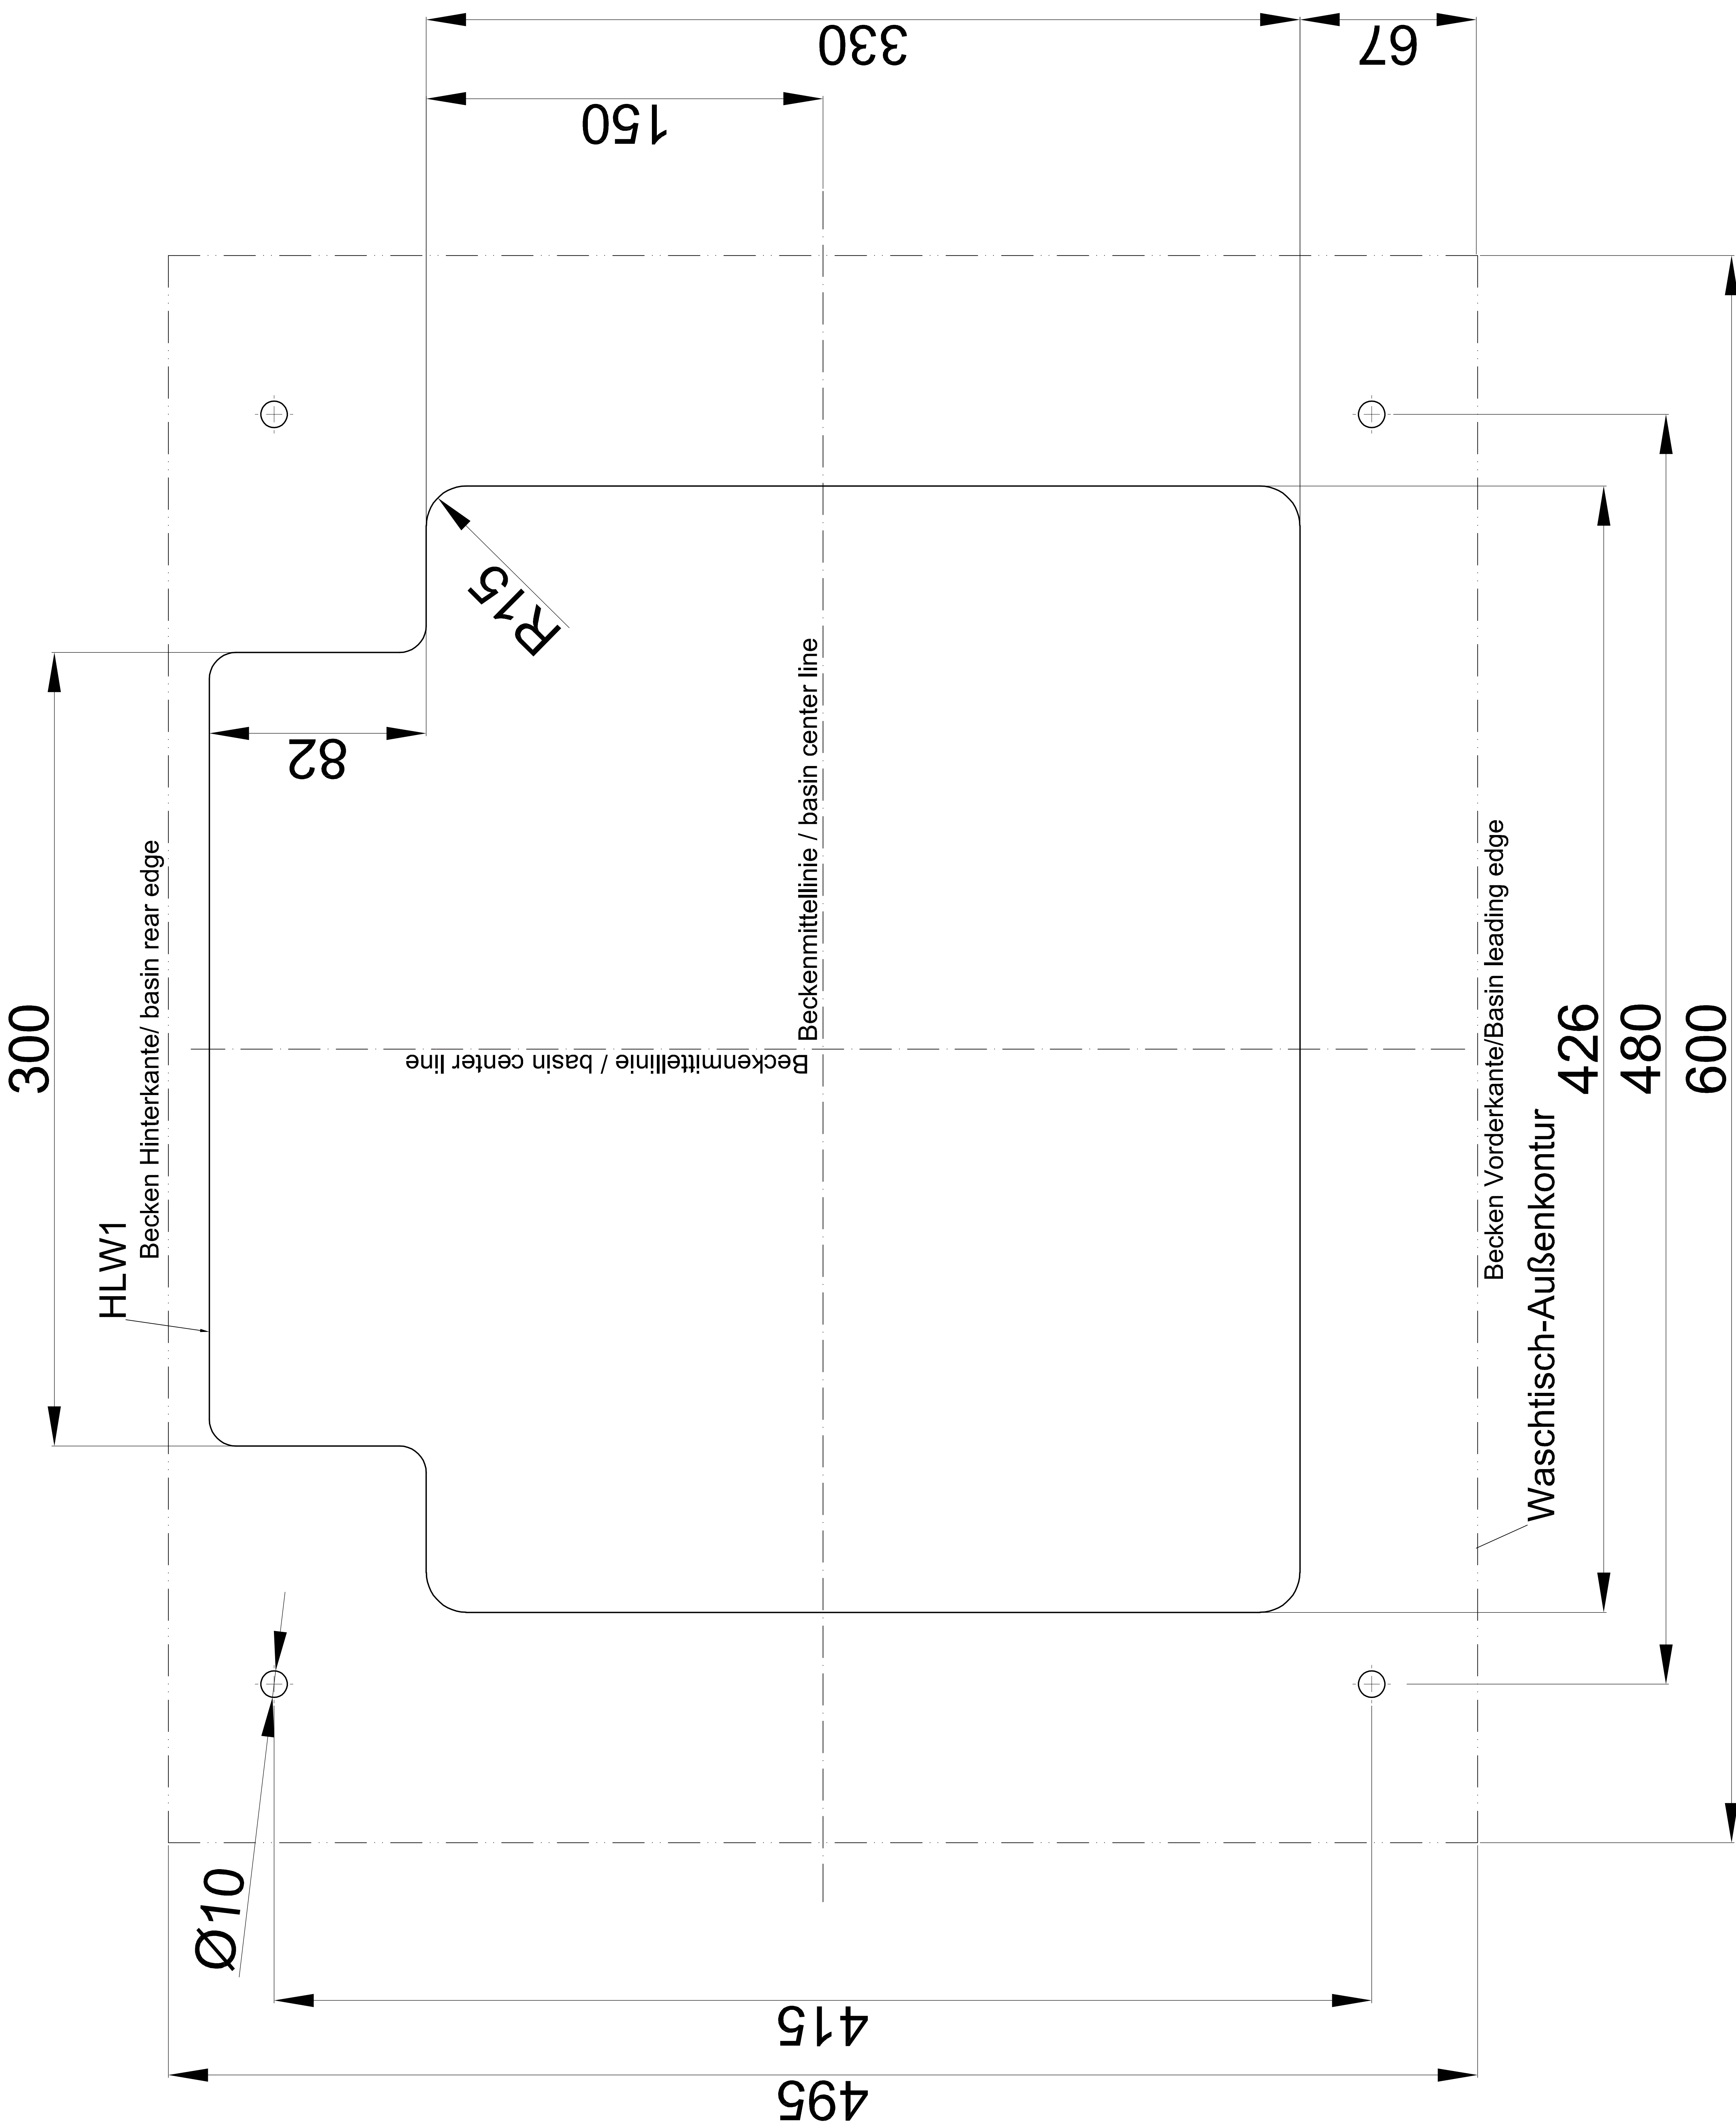 300
HLW1
Becken Hinterkante/ basin rear edge
82
R15
150
330
67
Beckenmittellinie / basin center line
Beckenmittellinie / basin center line
Becken Vorderkante/Basin leading edge
Waschtisch-Außenkontur
426
480
600
Ø10
415
495